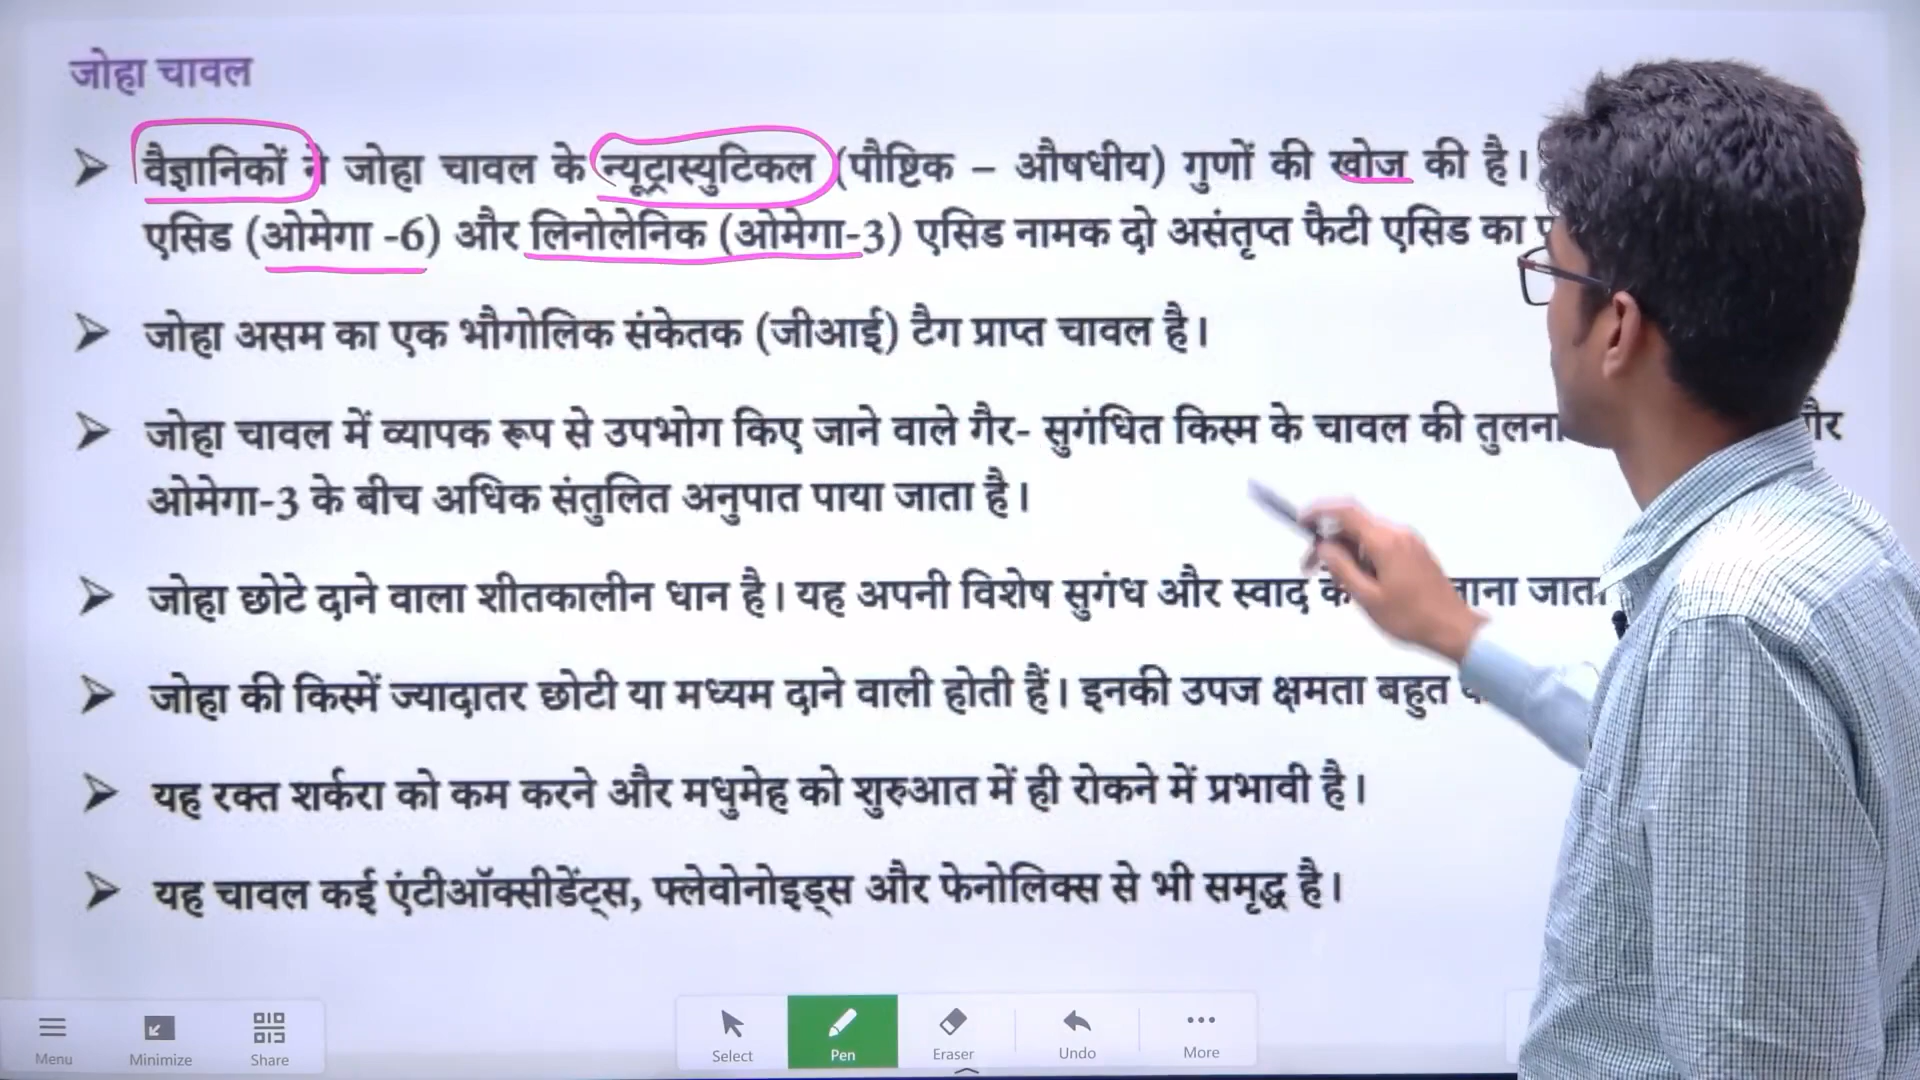 जोहा चावल
वैज्ञानिकों ने जोहा चावल के न्यूट्रास्युटिकल (पौष्टिक – औषधीय) गुणों की खोज की है।
एसिड (ओमेगा -6) और लिनोलेनिक (ओमेगा-3) एसिड नामक दो असंतृप्त फैटी एसिड का
जोहा असम का एक भौगोलिक संकेतक (जीआई) टैग प्राप्त चावल है।
जोहा चावल में व्यापक रूप से उपभोग किए जाने वाले गैर- सुगंधित किस्म के चावल की तुलना
ओमेगा-3 के बीच अधिक संतुलित अनुपात पाया जाता है।
जोहा छोटे दाने वाला शीतकालीन धान है। यह अपनी विशेष सुगंध और स्वाद जाता
जोहा की किस्में ज्यादातर छोटी या मध्यम दाने वाली होती हैं। इनकी उपज क्षमता बहुत
यह रक्त शर्करा को कम करने और मधुमेह को शुरुआत में ही रोकने में प्रभावी है।
यह चावल कई एंटीऑक्सीडेंट्स, फ्लेवोनोइड्स और फेनोलिक्स से भी समृद्ध है।
Menu Minimize Share Select Pen Eraser Undo More